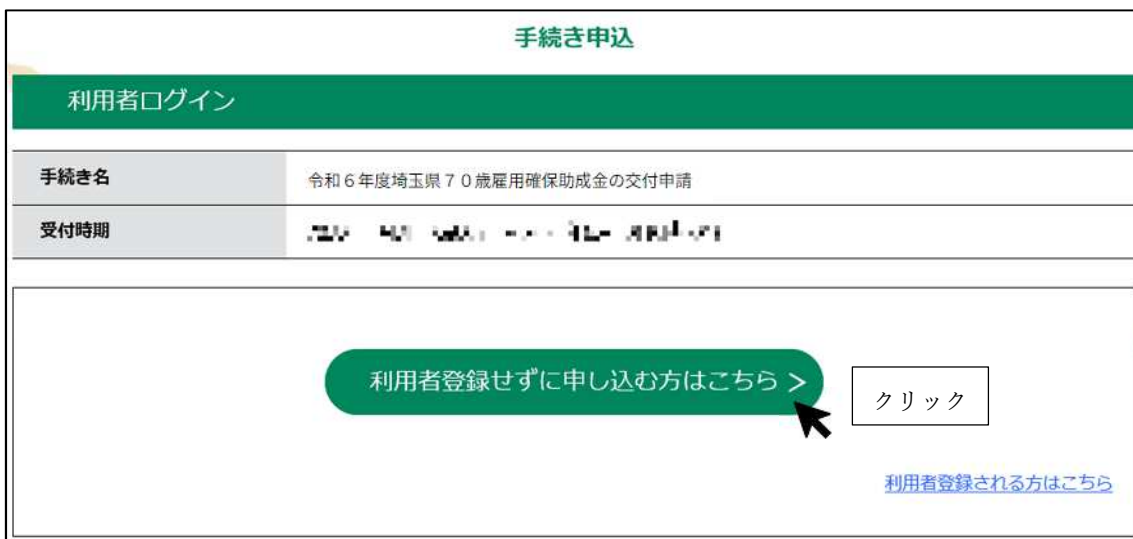 手続き申込
利用者ログイン
手続き名
令和６年度埼玉県７０歳雇用確保助成金の交付申請
受付時期
利用者登録せずに申し込む方はこちら >
クリック
利用者登録される方はこちら